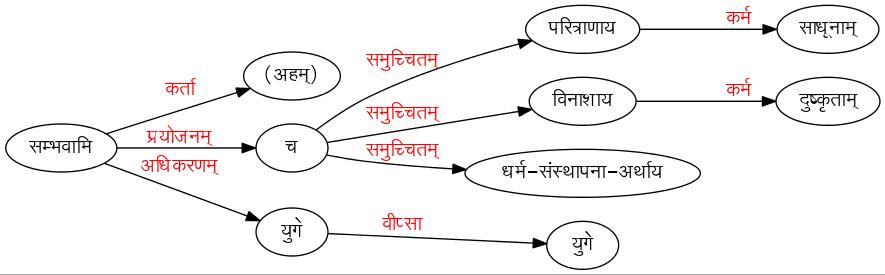 परित्राणाय
कर्म
साधूनाम्
समुच्चितम्
(अहम्)
कर्ता
समुच्चितम्
विनाशाय
कर्म
दुष्कृताम्
सम्भवामि
प्रयोजनम्
च
समुच्चितम्
अधिकरणम्
धर्म-संस्थापना-अर्थाय
युगे
वीप्सा
युगे